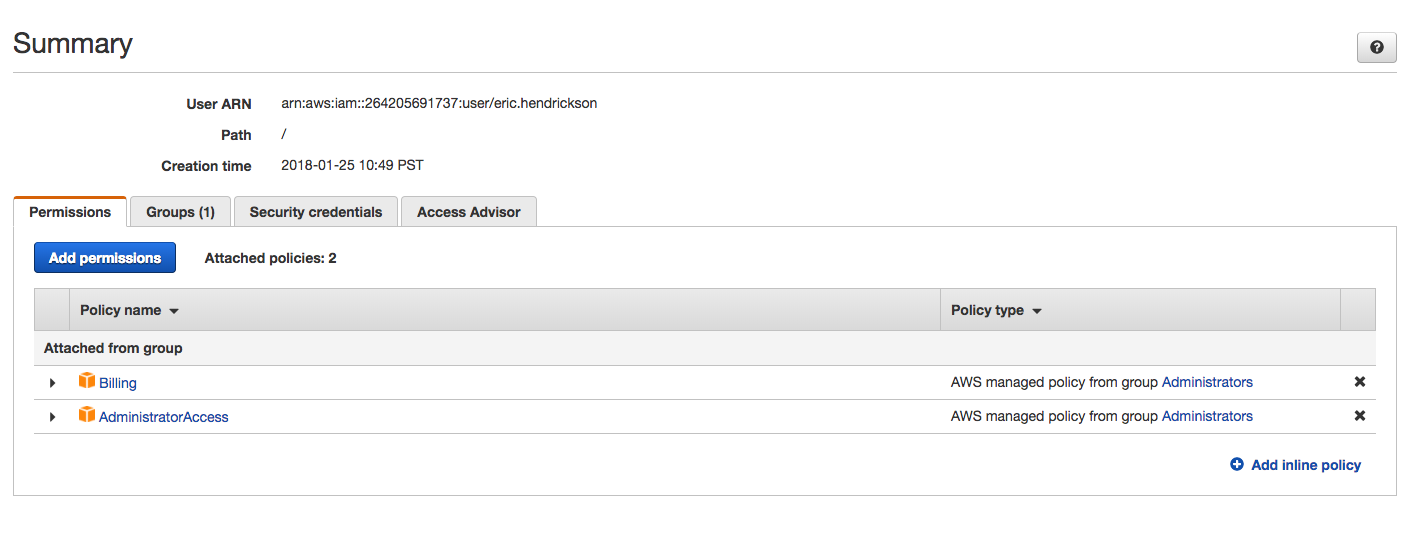 Summary
User ARN arn:aws:iam::264205691737:user/eric.hendrickson
Path /
Creation time 2018-01-25 10:49 PST
Permissions Groups (1) Security credentials Access Advisor
Add permissions Attached policies: 2
Policy name Policy type
Attached from group
Billing AWS managed policy from group Administrators
AdministratorAccess AWS managed policy from group Administrators
Add inline policy